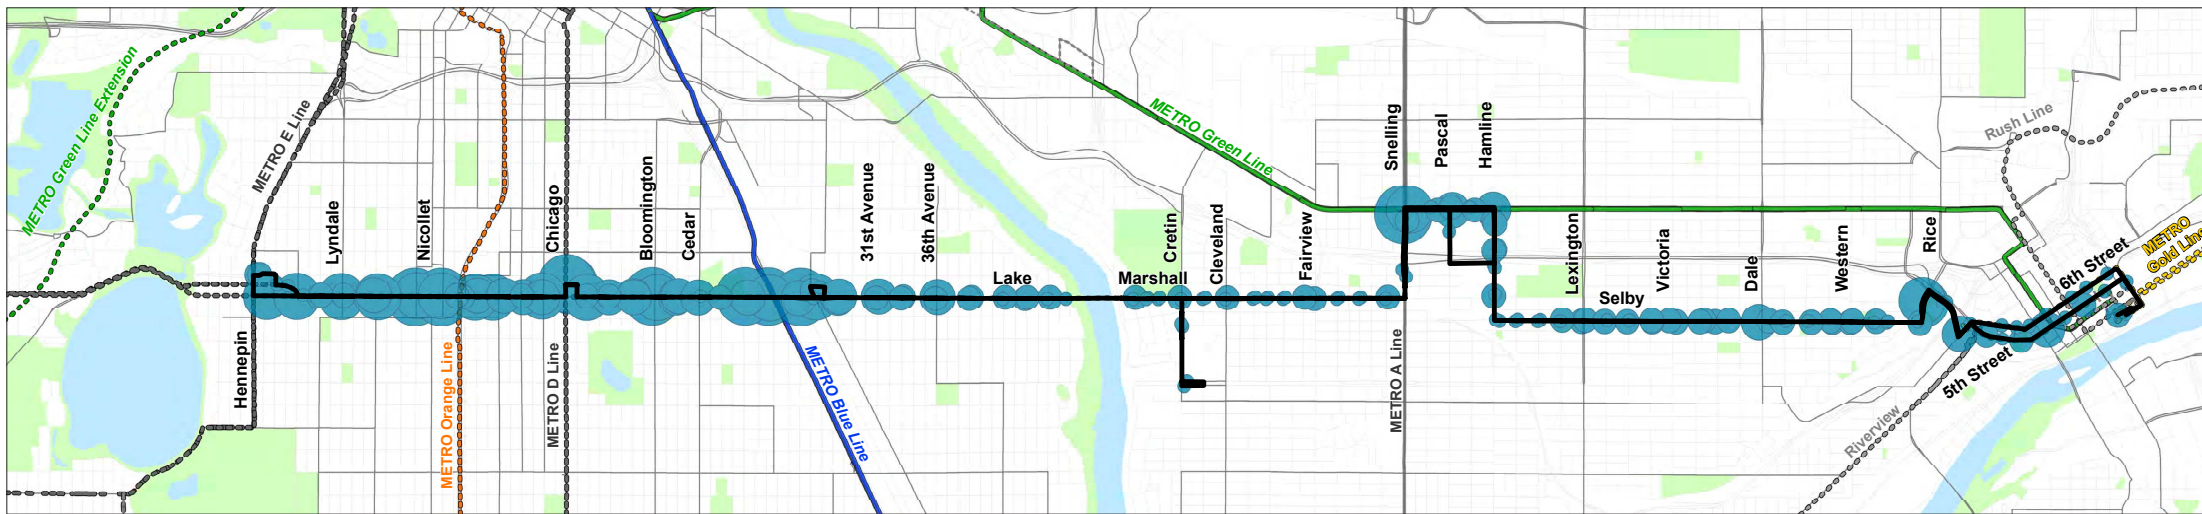 METRO Green Line Extension
METRO E Line
Hennepin
Lyndale
Nicollet
METRO Orange Line
Chicago
METRO D Line
Bloomington
Cedar
METRO Blue Line
31st Avenue
36th Avenue
Lake
Marshall
Cretin
Cleveland
METRO Green Line
Fairview
Snelling
METRO A Line
Pascal
Hamline
Lexington
Selby
Victoria
Dale
Western
Rice
Riverview
5th Street
6th Street
Rush Line
METRO
Gold Line